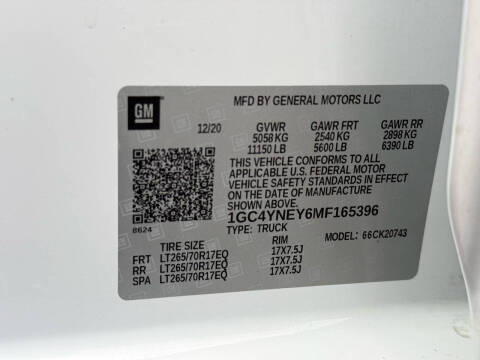 GM
MFD BY GENERAL MOTORS LLC
12/20 GVWR GAWR FRT GAWR RR
5058 KG 2540 KG 2898 KG
11150 LB 5600 LB 6390 LB
THIS VEHICLE CONFORMS TO ALL
APPLICABLE U.S. FEDERAL MOTOR
VEHICLE SAFETY STANDARDS IN EFFECT
ON THE DATE OF MANUFACTURE
SHOWN ABOVE.
1GC4YNEY6MF165396
8624
TYPE: TRUCK MODEL: 66CK20743
TIRE SIZE RIM
FRT LT265/70R17EQ 17X7.5J
RR LT265/70R17EQ 17X7.5J
SPA LT265/70R17EQ 17X7.5J